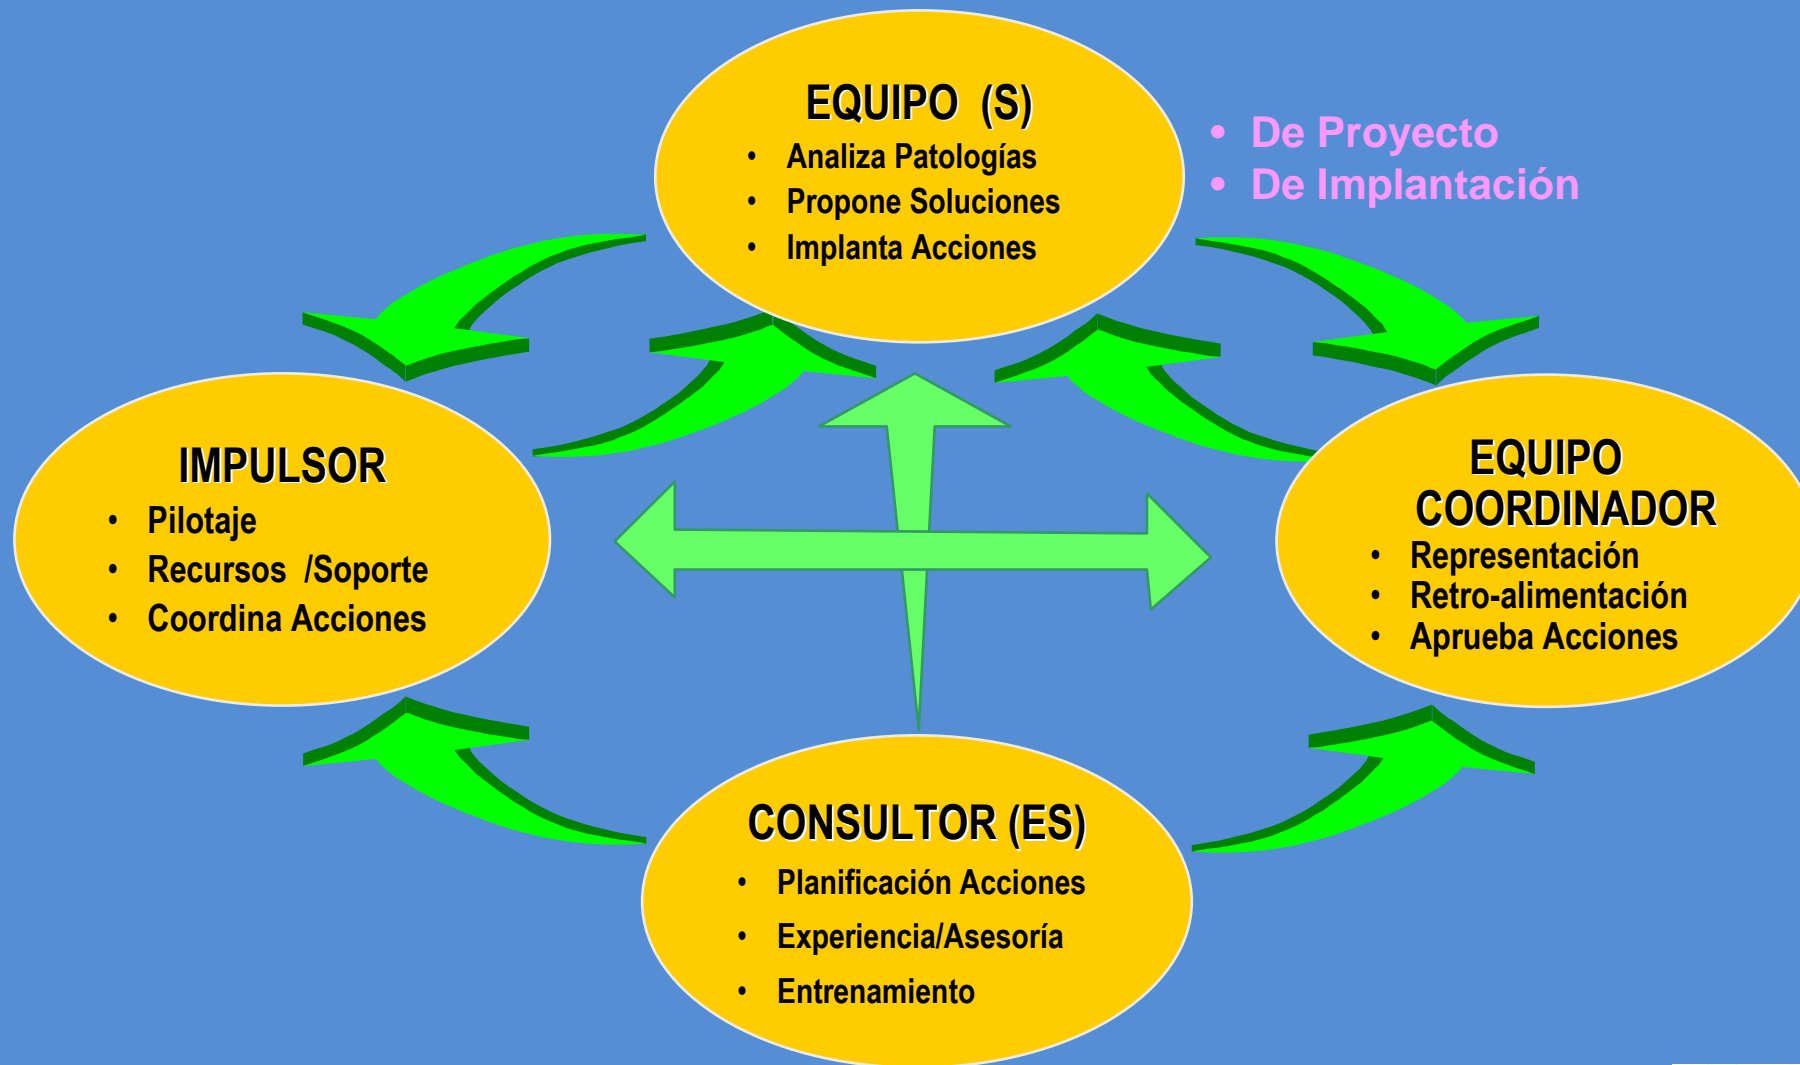 EQUIPO (S)
• Analiza Patologías
• Propone Soluciones
• Implanta Acciones
• De Proyecto
• De Implantación
IMPULSOR
• Pilotaje
• Recursos /Soporte
• Coordina Acciones
EQUIPO
COORDINADOR
• Representación
• Retro-alimentación
• Aprueba Acciones
CONSULTOR (ES)
• Planificación Acciones
• Experiencia/Asesoría
• Entrenamiento